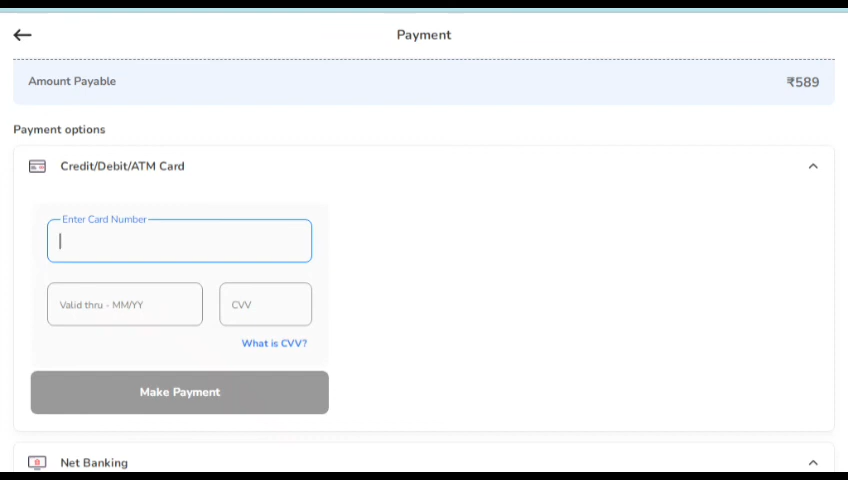 Payment
Amount Payable ₹589
Payment options
Credit/Debit/ATM Card
Enter Card Number
Valid thru - MM/YY CVV
What is CVV?
Make Payment
Net Banking